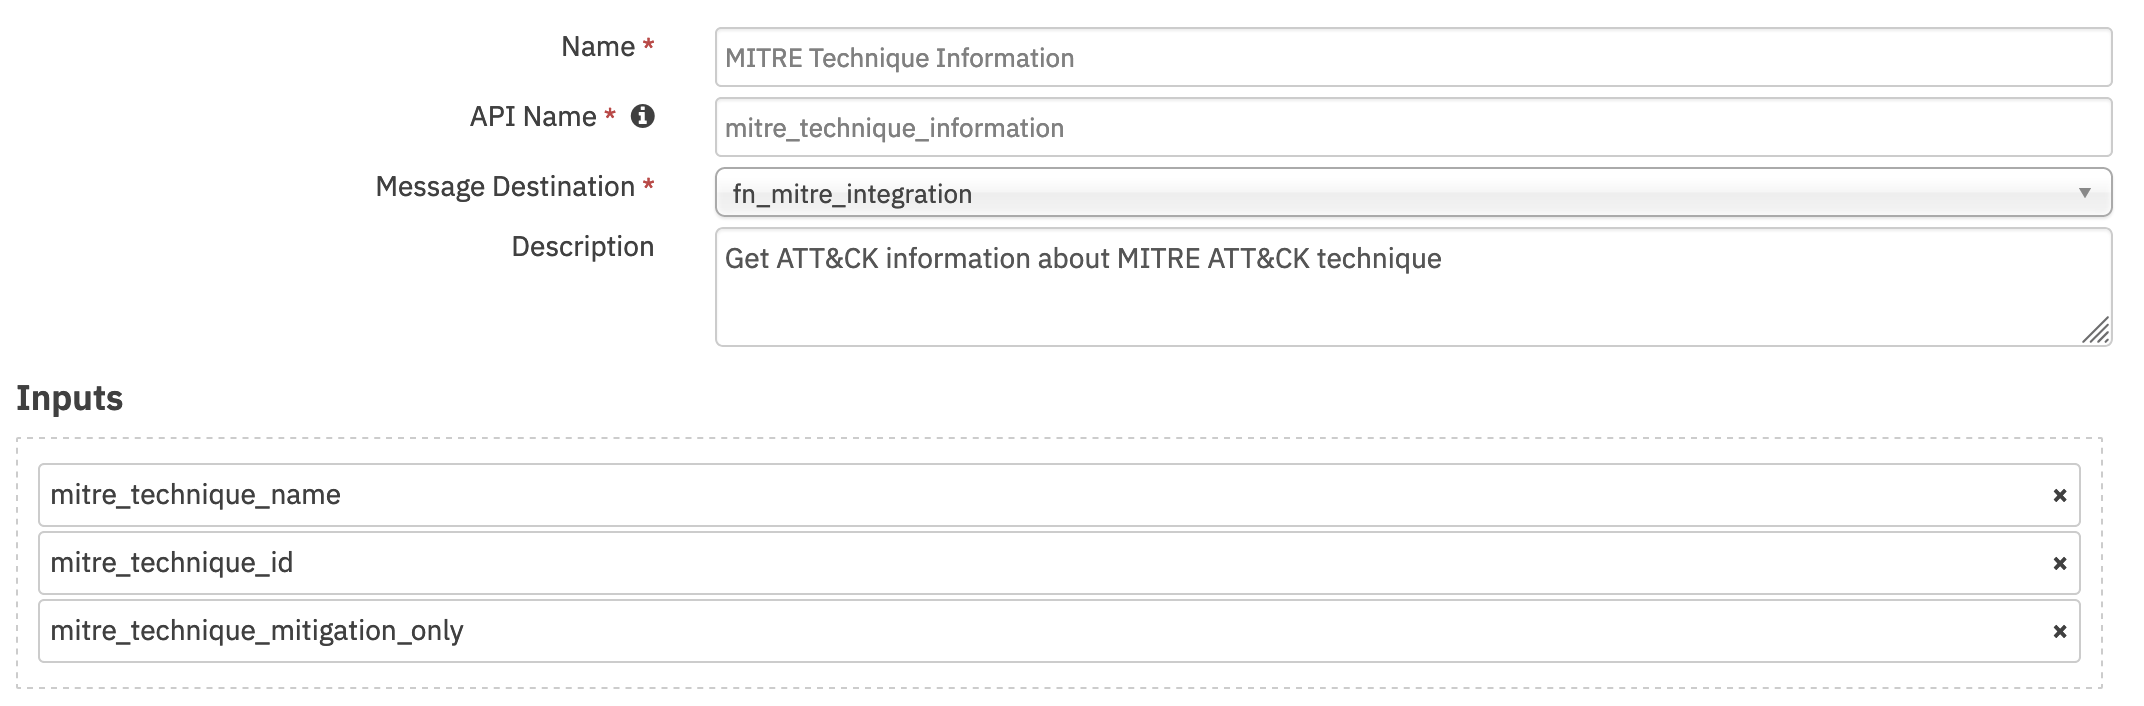 Name *
MITRE Technique Information
API Name *
mitre_technique_information
Message Destination *
fn_mitre_integration
Description
Get ATT&CK information about MITRE ATT&CK technique
Inputs
mitre_technique_name
mitre_technique_id
mitre_technique_mitigation_only